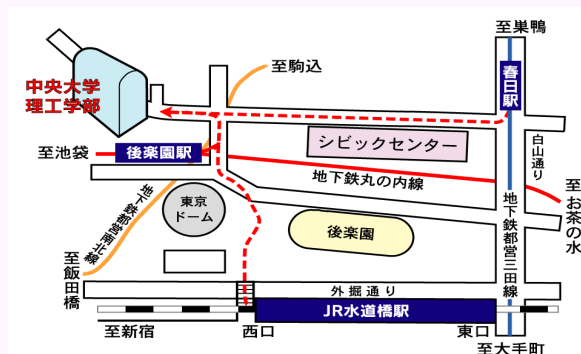 至巣鴨
至駒込
春日駅
中央大学
理工学部
シビックセンター
白山通り
至池袋
後楽園駅
地下鉄丸の内線
地下鉄都営南北線
東京
ドーム
後楽園
地下鉄都営三田線
至お茶の水
至飯田橋
外掘通り
JR水道橋駅
至新宿
西口
東口
至大手町